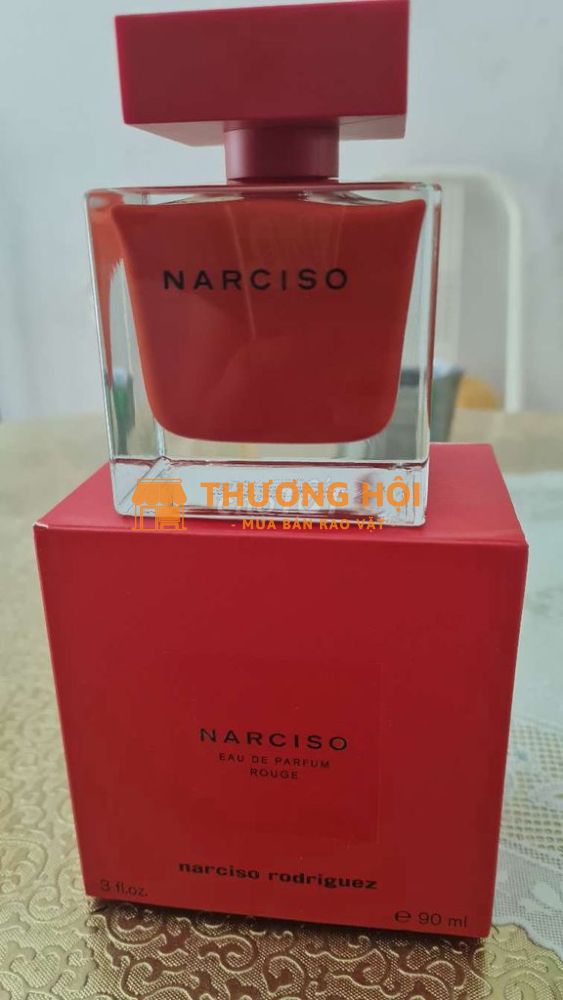 NARCISO
THƯƠNG HỘI
- MUA BÁN RAO VẶT -
NARCISO
EAU DE PARFUM
ROUGE
narciso rodriguez
3 fl.oz.
e 90 ml